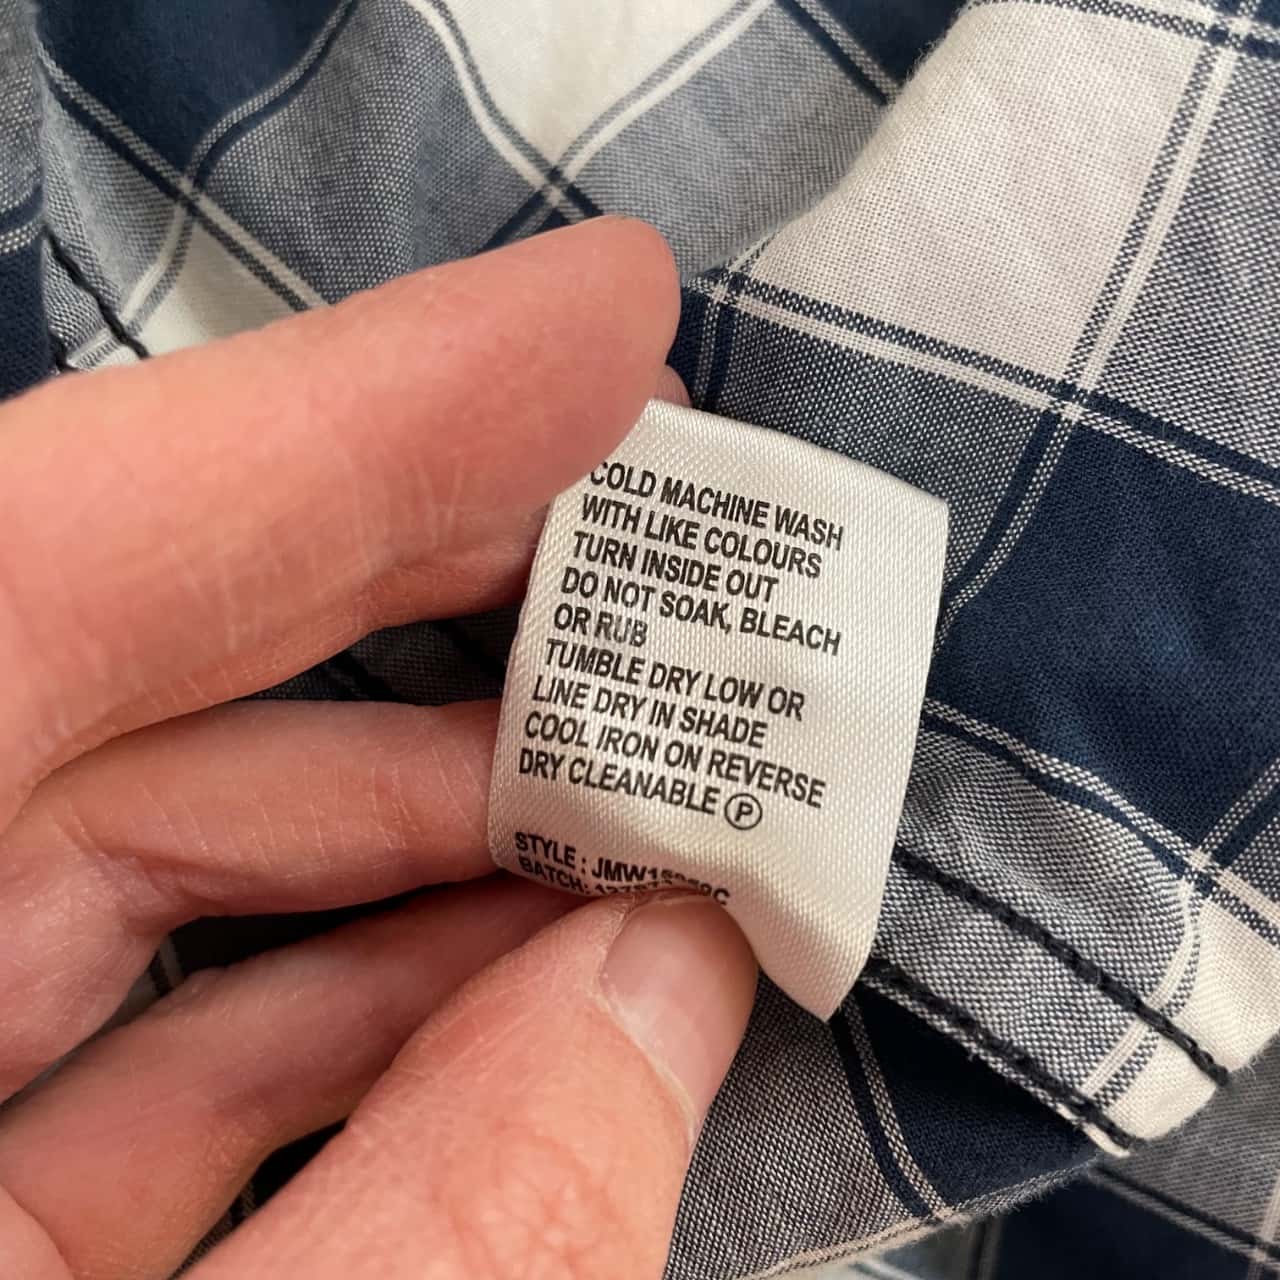 COLD MACHINE WASH
WITH LIKE COLOURS
TURN INSIDE OUT
DO NOT SOAK, BLEACH
OR RUB
TUMBLE DRY LOW OR
LINE DRY IN SHADE
COOL IRON ON REVERSE
DRY CLEANABLE Ⓟ
STYLE :
BATCH: